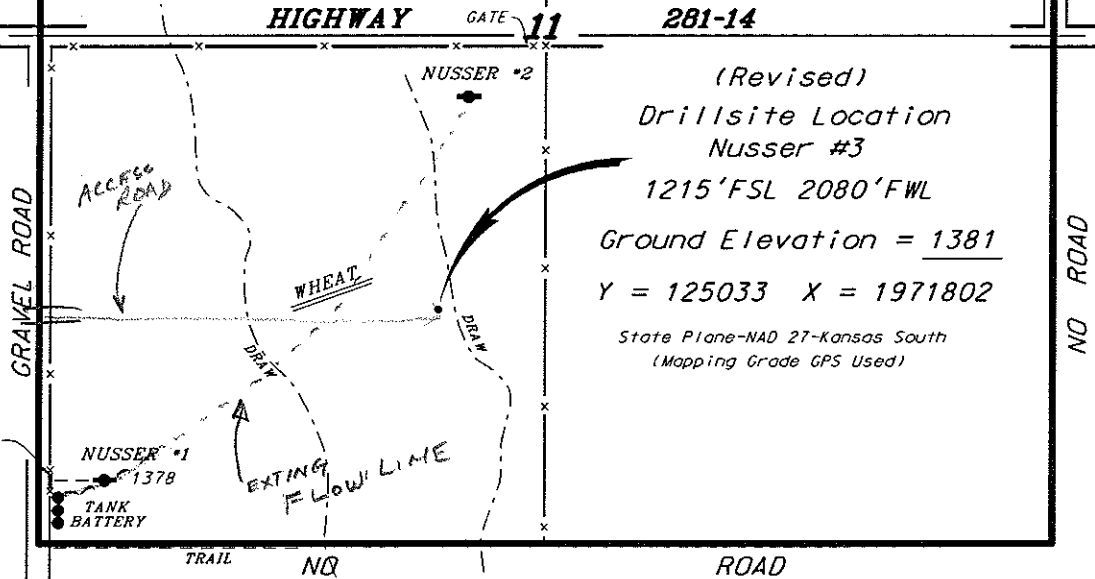 HIGHWAY GATE 11 281-14
NUSSER #2
(Revised)
Drillsite Location
Nusser #3
1215'FSL 2080'FWL
Ground Elevation = 1381
Y = 125033 X = 1971802
State Plane-NAD 27-Kansas South
(Mapping Grade GPS Used)
ACCESS
ROAD
GRAVEL ROAD
WHEAT
DRAW
DRAW
NO ROAD
NUSSER #1
1378
TANK
BATTERY
EXTING
FLOW LIME
TRAIL NO ROAD